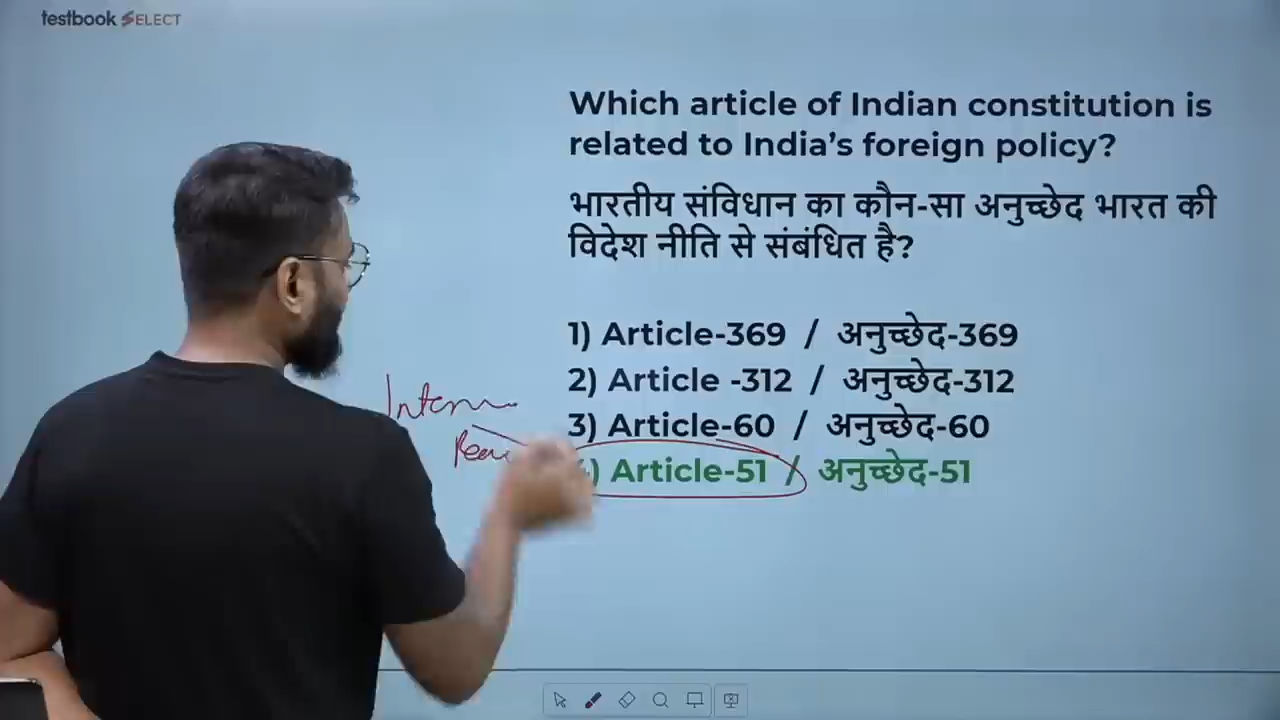 testbook SELECT
Which article of Indian constitution is
related to India's foreign policy?
भारतीय संविधान का कौन-सा अनुच्छेद भारत की
विदेश नीति से संबंधित है?
1) Article-369 / अनुच्छेद-369
2) Article -312 / अनुच्छेद-312
3) Article-60 / अनुच्छेद-60
) Article-51 / अनुच्छेद-51